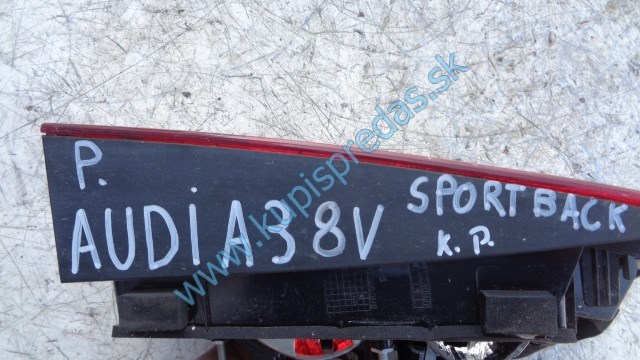 P.
AUDI A3 8V
SPORTBACK
K.P.
www.kupispredas.sk